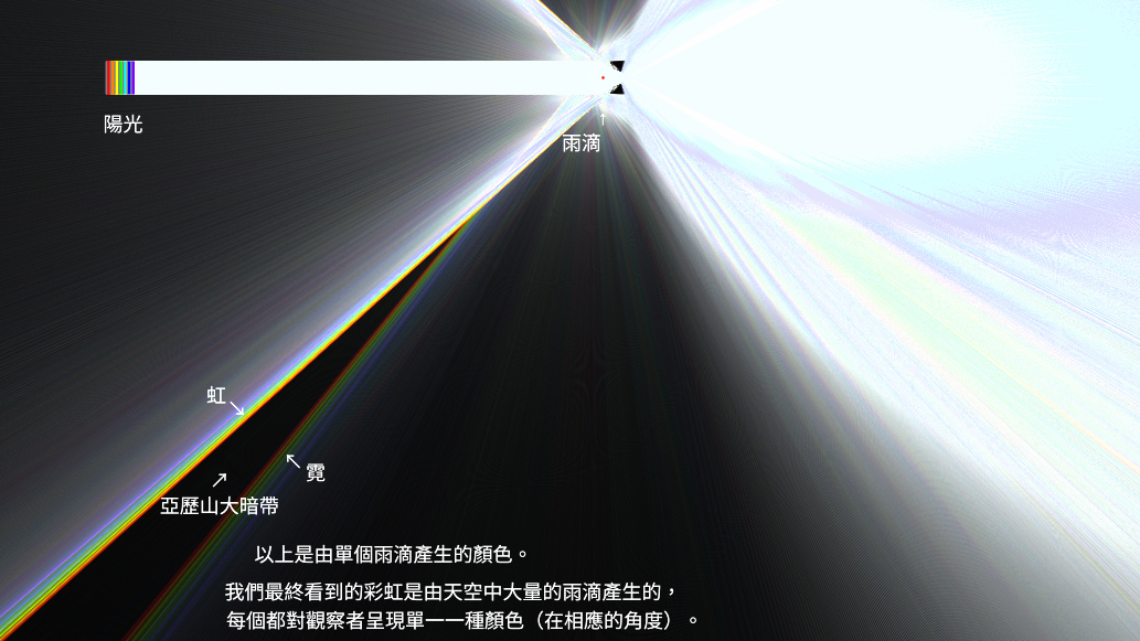 陽光
雨滴
虹
霓
亞歷山大暗帶
以上是由單個雨滴產生的顏色。
我們最終看到的彩虹是由天空中大量的雨滴產生的，
每個都對觀察者呈現單一一種顏色（在相應的角度）。